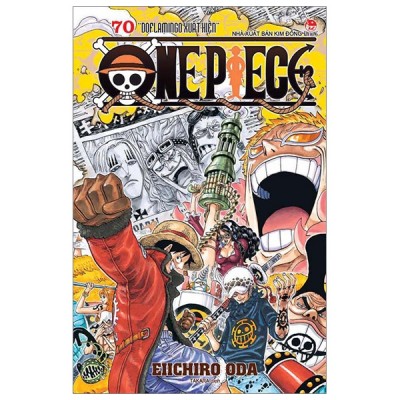 70 "DOFLAMINGO XUẤT HIỆN"
NHÀ XUẤT BẢN KIM ĐỒNG
ONE PIECE
EIICHIRO ODA